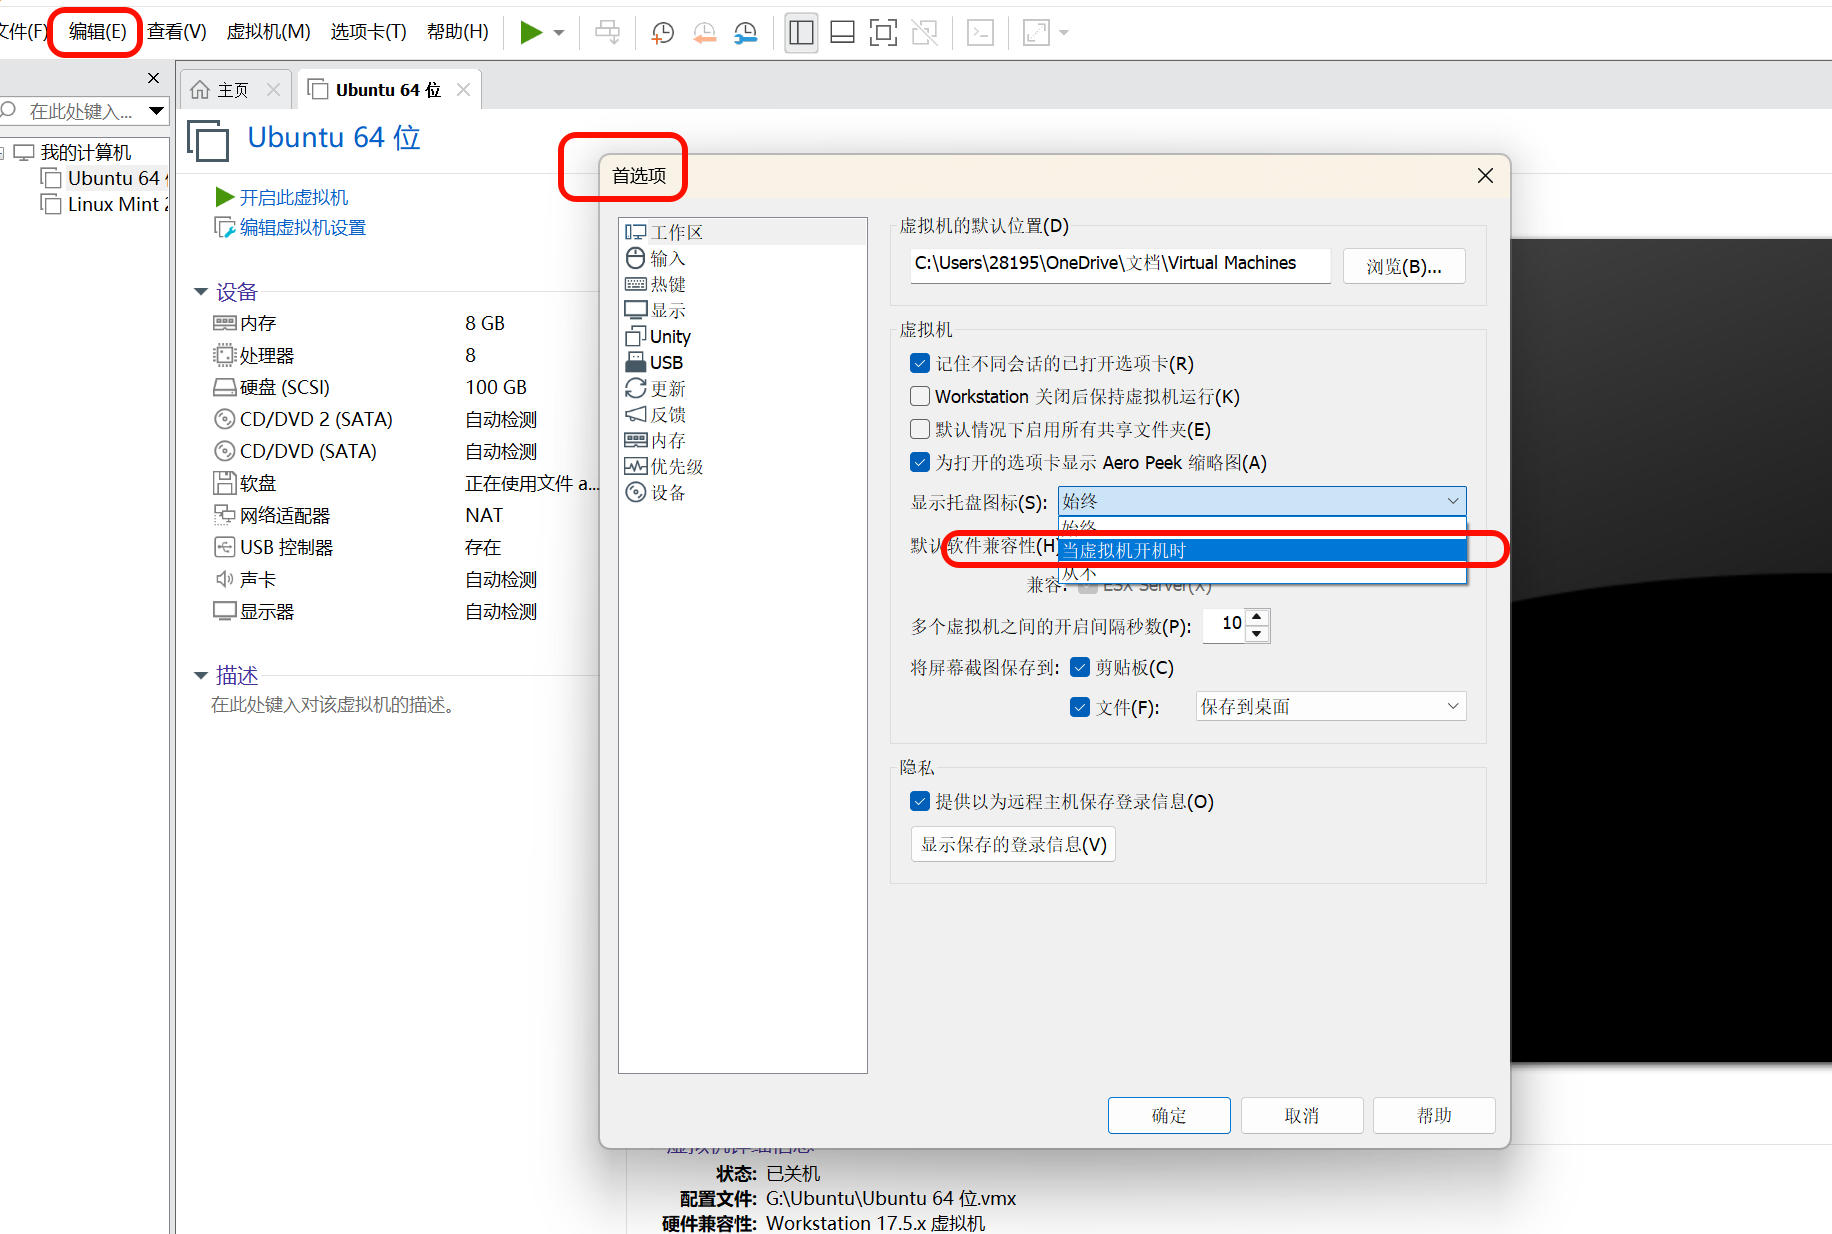 文件(F) 编辑(E) 查看(V) 虚拟机(M) 选项卡(T) 帮助(H)
主页
Ubuntu 64 位
在此处键入...
我的计算机
Ubuntu 64
Linux Mint 2
Ubuntu 64 位
开启此虚拟机
编辑虚拟机设置
设备
内存 8 GB
处理器 8
硬盘 (SCSI) 100 GB
CD/DVD 2 (SATA) 自动检测
CD/DVD (SATA) 自动检测
软盘 正在使用文件 a...
网络适配器 NAT
USB 控制器 存在
声卡 自动检测
显示器 自动检测
描述
在此处键入对该虚拟机的描述。
首选项
工作区
输入
热键
显示
Unity
USB
更新
反馈
内存
优先级
设备
虚拟机的默认位置(D)
C:\Users\28195\OneDrive\文档\Virtual Machines
浏览(B)...
虚拟机
记住不同会话的已打开选项卡(R)
Workstation 关闭后保持虚拟机运行(K)
默认情况下启用所有共享文件夹(E)
为打开的选项卡显示 Aero Peek 缩略图(A)
显示托盘图标(S): 始终
始终
默认软件兼容性(H) 当虚拟机开机时
从不
兼容: ESX Server(X)
多个虚拟机之间的开启间隔秒数(P): 10
将屏幕截图保存到: 剪贴板(C)
文件(F): 保存到桌面
隐私
提供以为远程主机保存登录信息(O)
显示保存的登录信息(V)
确定 取消 帮助
虚拟机详细信息
状态: 已关机
配置文件: G:\Ubuntu\Ubuntu 64 位.vmx
硬件兼容性: Workstation 17.5.x 虚拟机